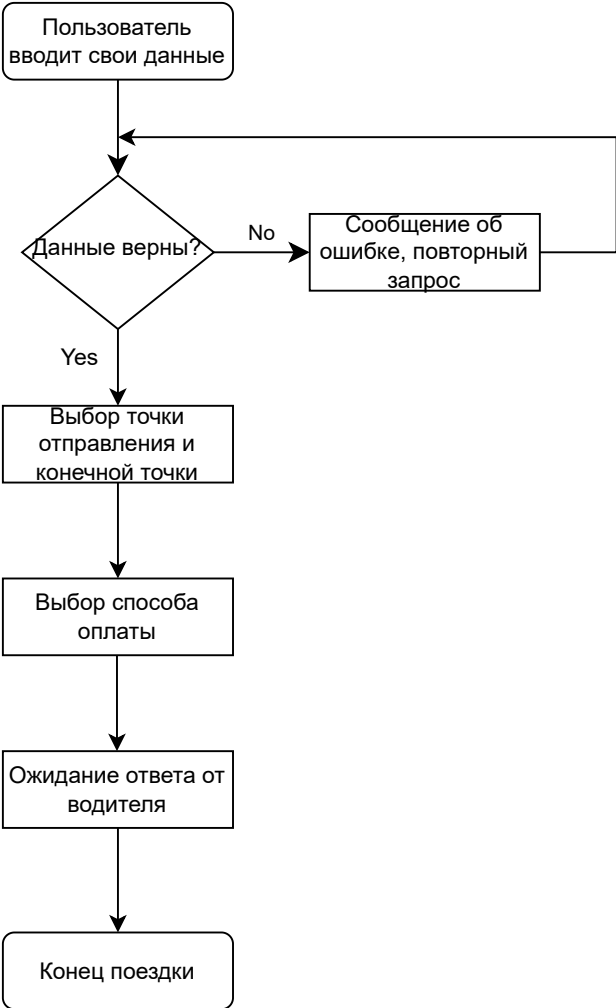 Пользователь
вводит свои данные
Данные верны?
No
Сообщение об
ошибке, повторный
запрос
Yes
Выбор точки
отправления и
конечной точки
Выбор способа
оплаты
Ожидание ответа от
водителя
Конец поездки